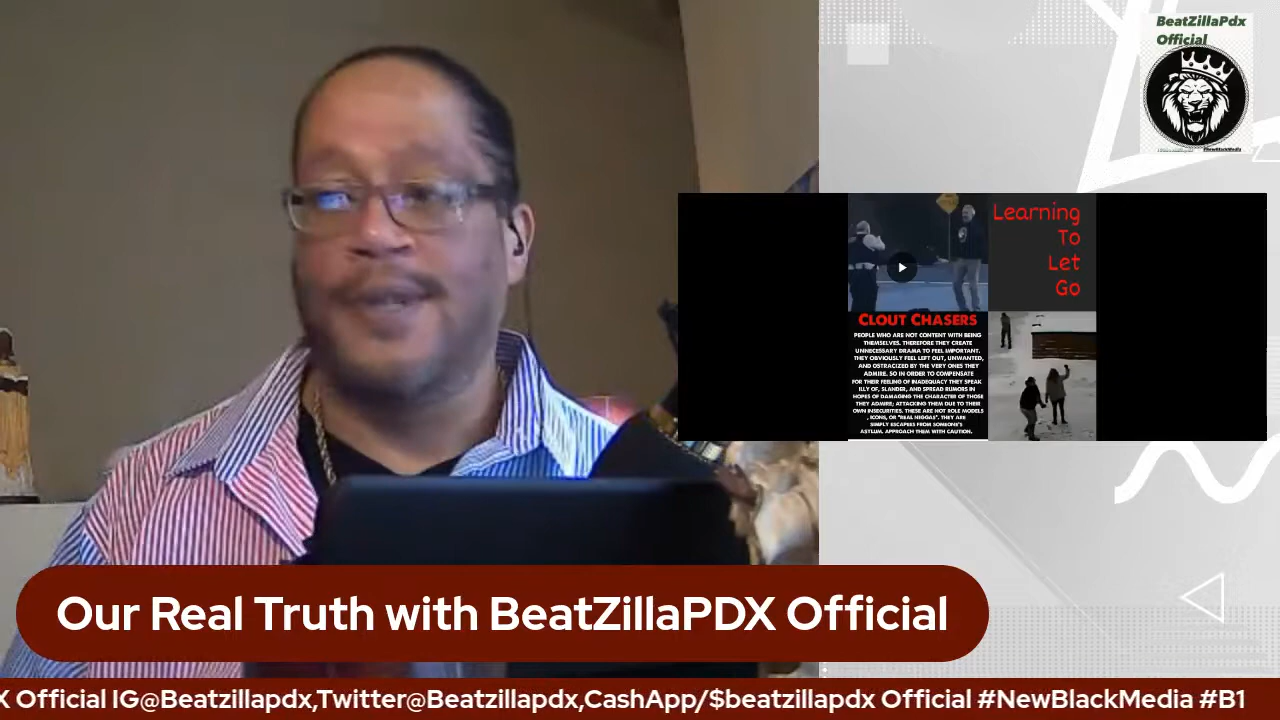 BeatZillaPdx
Official
Learning
To
Let
Go
CLOUT CHASERS
PEOPLE WHO ARE NOT CONTENT WITH BEING
THEMSELVES. THEREFORE THEY CREATE
UNNECESSARY DRAMA TO FEEL IMPORTANT.
THEY OBVIOUSLY FEEL LEFT OUT, UNWANTED,
AND OSTRACIZED BY THE VERY ONES THEY
ADMIRE. SO IN ORDER TO COMPENSATE
FOR THEIR FEELING OF INADEQUACY THEY SPEAK
ILLY OF, SLANDER, AND SPREAD RUMORS IN
HOPES OF DAMAGING THE CHARACTER OF THOSE
THEY ADMIRE; ATTACKING THEM DUE TO THEIR
OWN INSECURITIES. THESE ARE NOT ROLE MODELS
, ICONS, OR "REAL NIGGAS". THEY ARE
SIMPLY ESCAPEES FROM SOMEONE'S
ASYLUM. APPROACH THEM WITH CAUTION.
Our Real Truth with BeatZillaPDX Official
X Official IG@Beatzillapdx,Twitter@Beatzillapdx,CashApp/$beatzillapdx Official #NewBlackMedia #B1